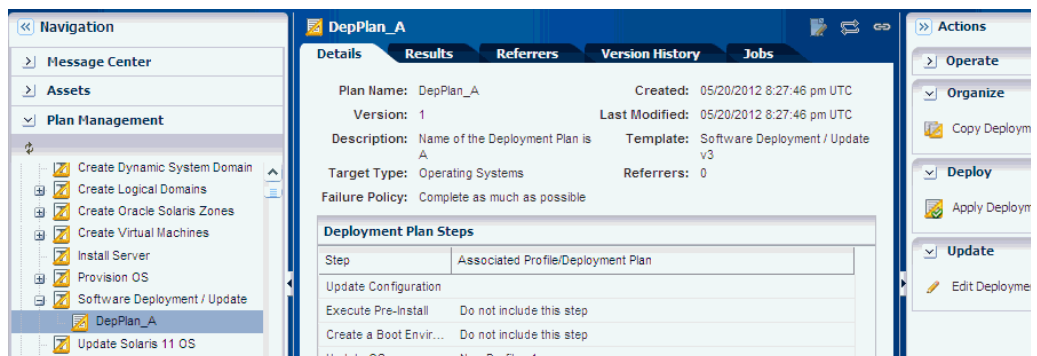 Navigation
Message Center
Assets
Plan Management
Create Dynamic System Domain
Create Logical Domains
Create Oracle Solaris Zones
Create Virtual Machines
Install Server
Provision OS
Software Deployment / Update
DepPlan_A
Update Solaris 11 OS
DepPlan_A
Details Results Referrers Version History Jobs
Plan Name: DepPlan_A Created: 05/20/2012 8:27:46 pm UTC
Version: 1 Last Modified: 05/20/2012 8:27:46 pm UTC
Description: Name of the Deployment Plan is Template: Software Deployment / Update
A v3
Target Type: Operating Systems Referrers: 0
Failure Policy: Complete as much as possible
Deployment Plan Steps
Step Associated Profile/Deployment Plan
Update Configuration
Execute Pre-Install Do not include this step
Create a Boot Envir... Do not include this step
Actions
Operate
Organize
Copy Deploym
Deploy
Apply Deploym
Update
Edit Deployme